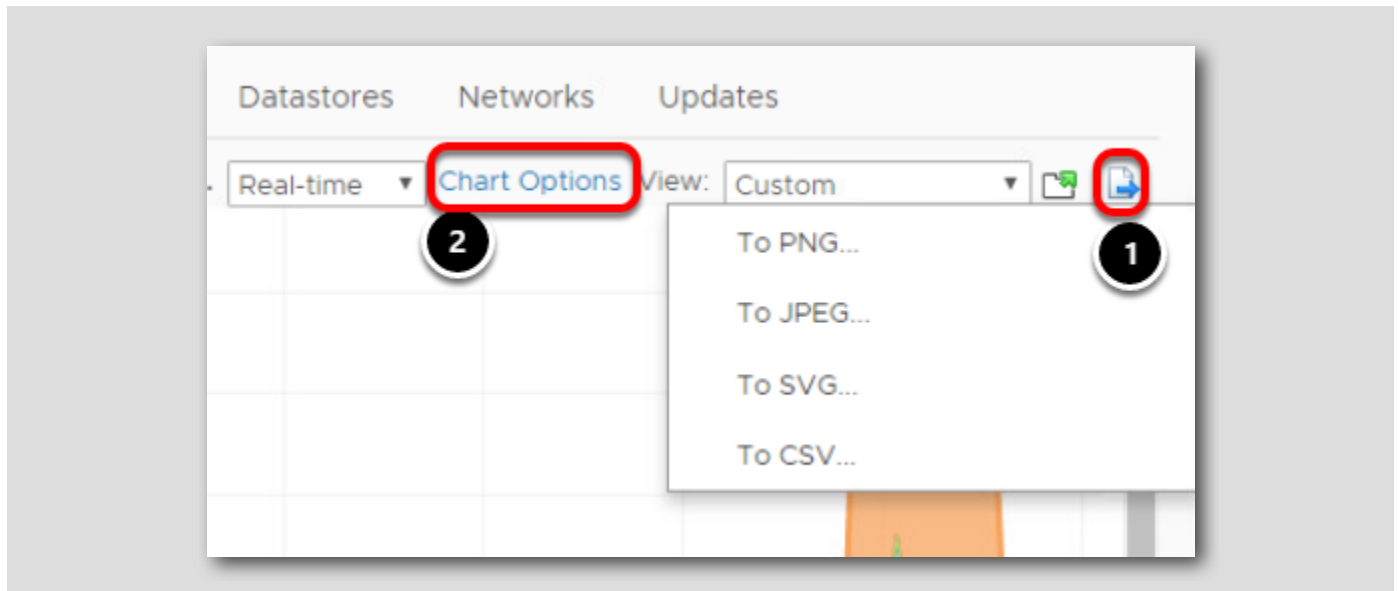 Datastores Networks Updates
Real-time Chart Options View: Custom
2
1
To PNG...
To JPEG...
To SVG...
To CSV...